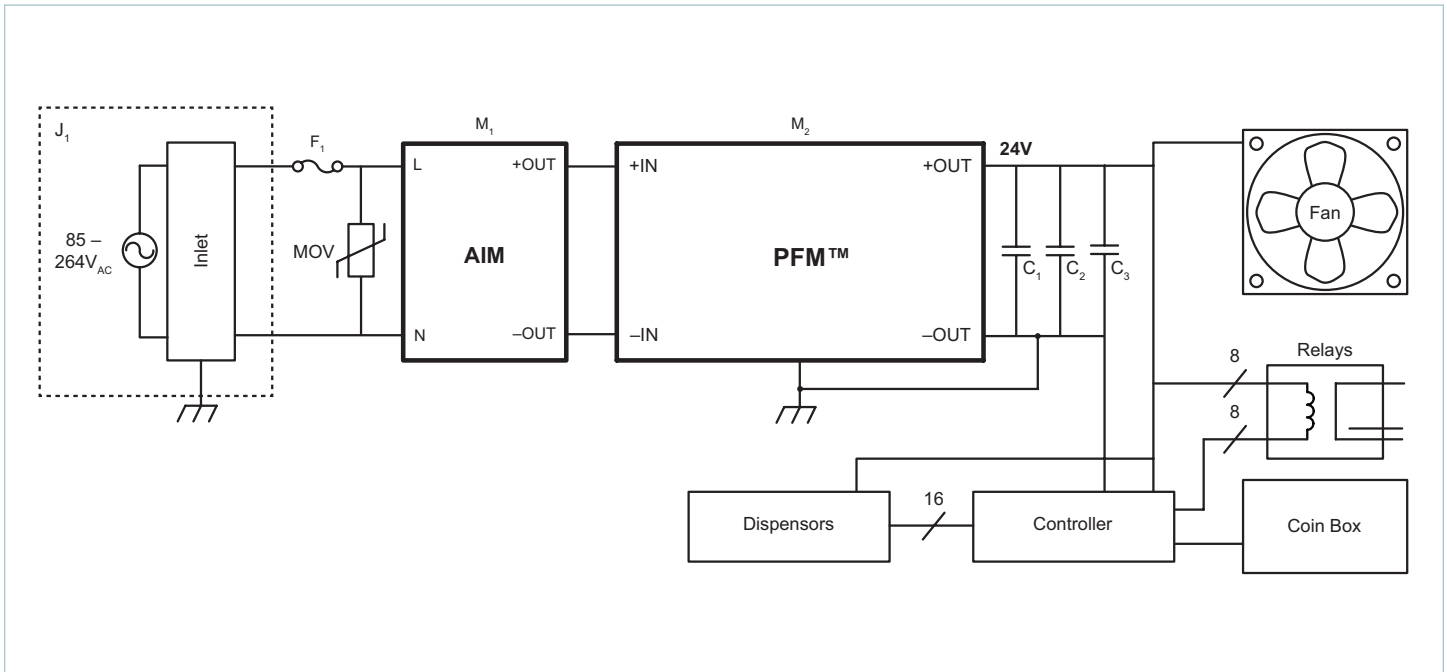 J1
85 –
264VAC
Inlet
F1
MOV
M1
L
N
+OUT
–OUT
AIM
M2
+IN
–IN
PFM™
+OUT
–OUT
24V
C1
C2
C3
Fan
8
8
Relays
Dispensors
16
Controller
Coin Box